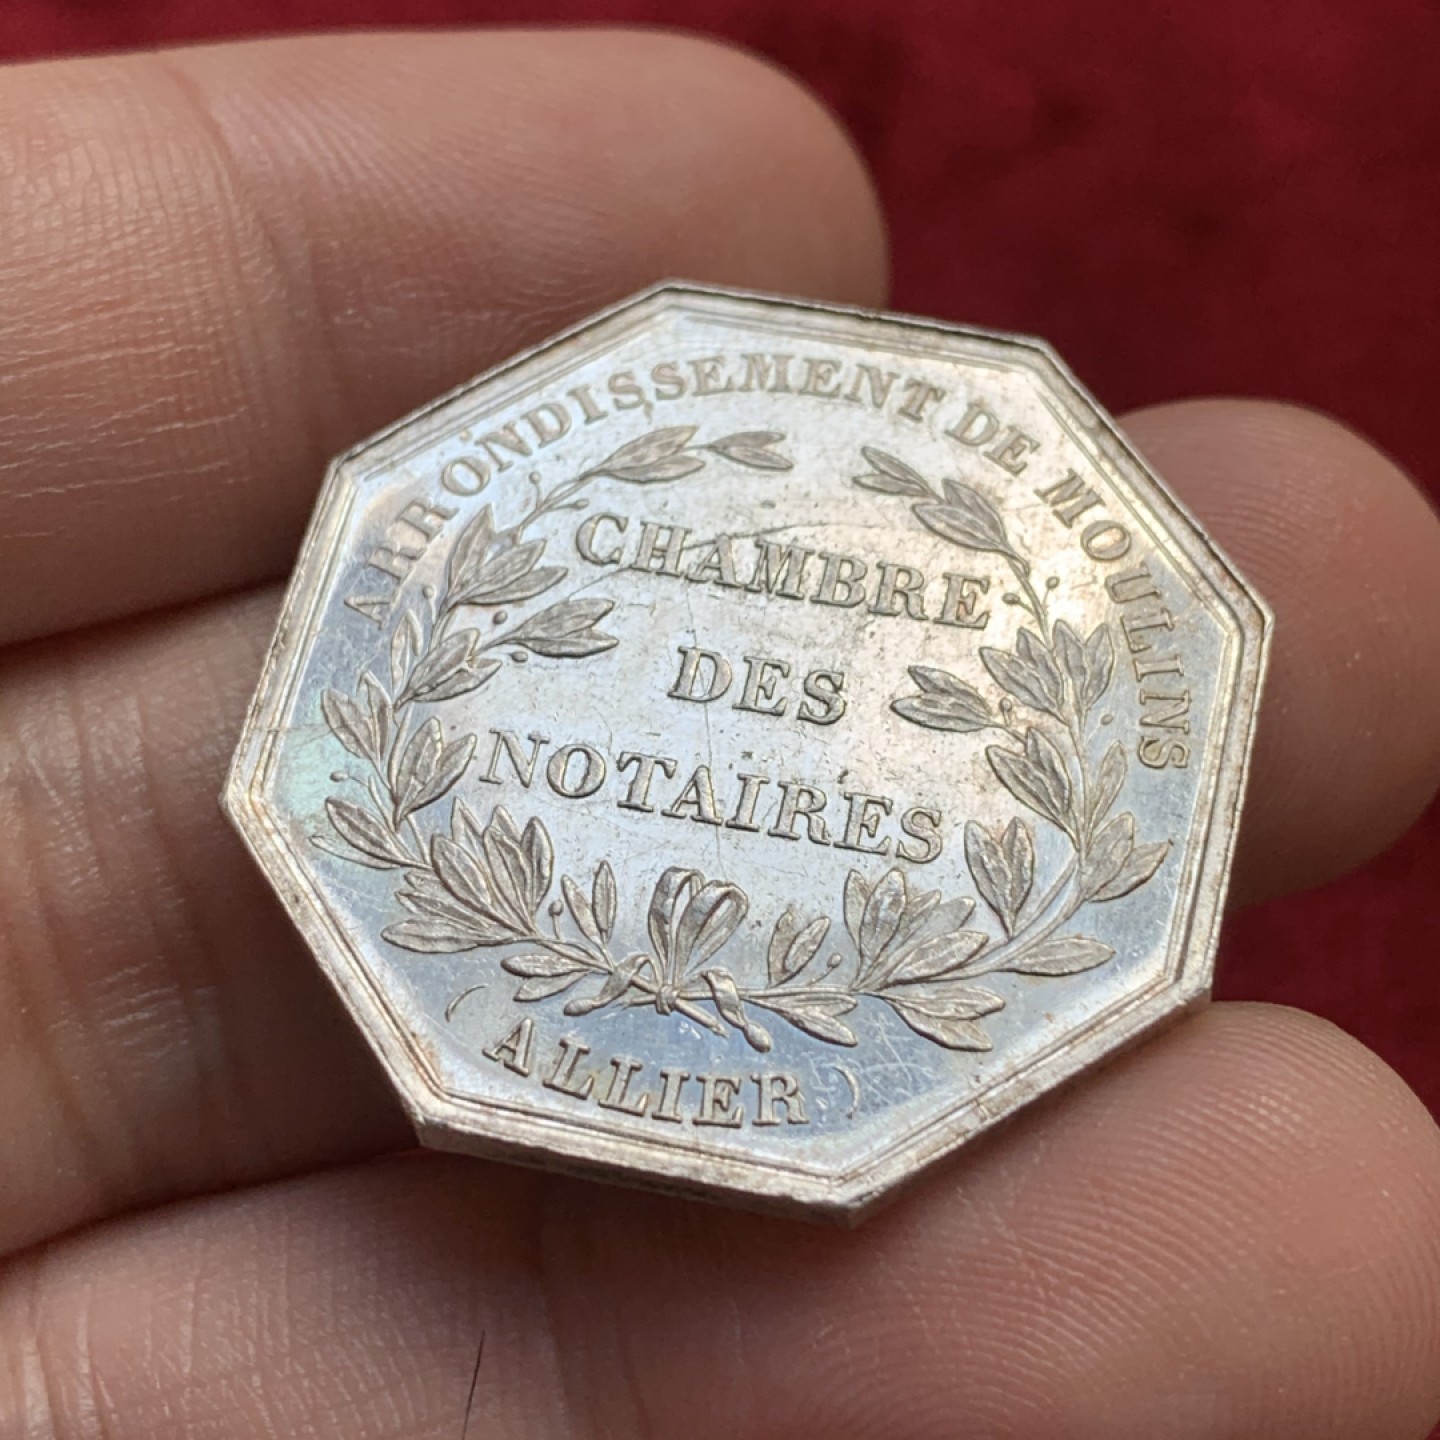 ARRONDISSEMENT DE MOULINS
CHAMBRE
DES
NOTAIRES
( ALLIER )